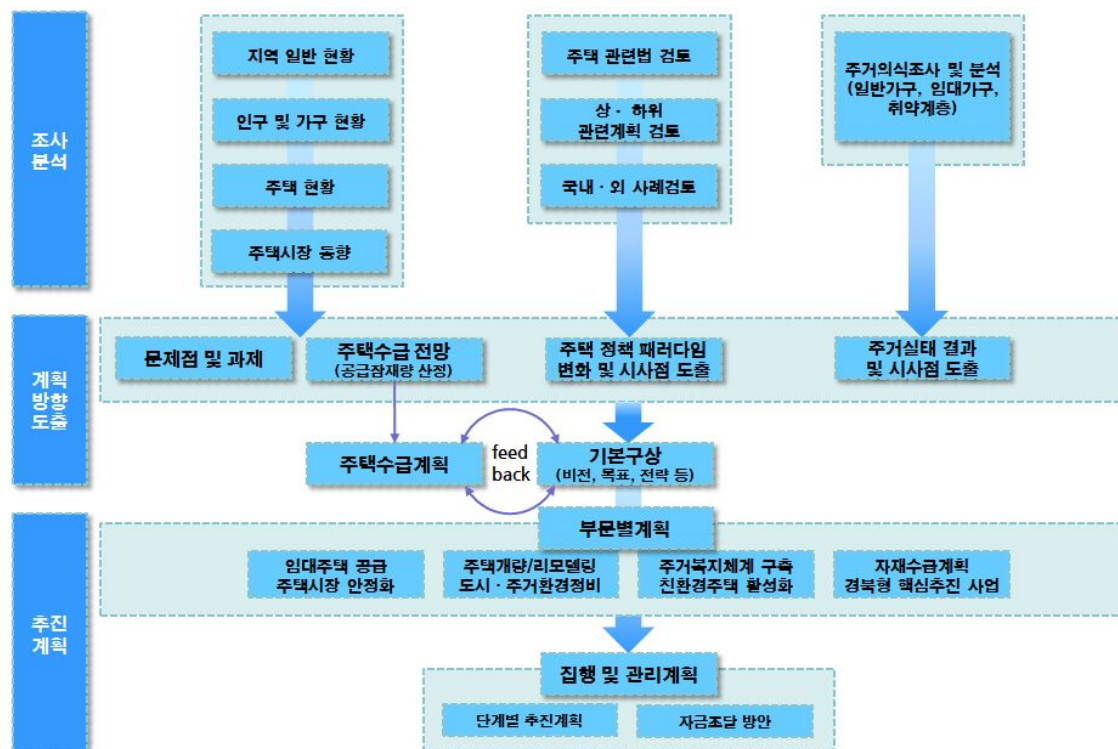 조사
분석
지역 일반 현황
인구 및 가구 현황
주택 현황
주택시장 동향
주택 관련법 검토
상 · 하위
관련계획 검토
국내 · 외 사례검토
주거의식조사 및 분석
(일반가구, 임대가구,
취약계층)
계획
방향
도출
문제점 및 과제
주택수급 전망
(공급잠재량 산정)
주택 정책 패러다임
변화 및 시사점 도출
주거실태 결과
및 시사점 도출
주택수급계획
feed
back
기본구상
(비전, 목표, 전략 등)
추진
계획
부문별계획
임대주택 공급
주택시장 안정화
주택개량/리모델링
도시 · 주거환경정비
주거복지체계 구축
친환경주택 활성화
자재수급계획
경북형 핵심추진 사업
집행 및 관리계획
단계별 추진계획
자금조달 방안